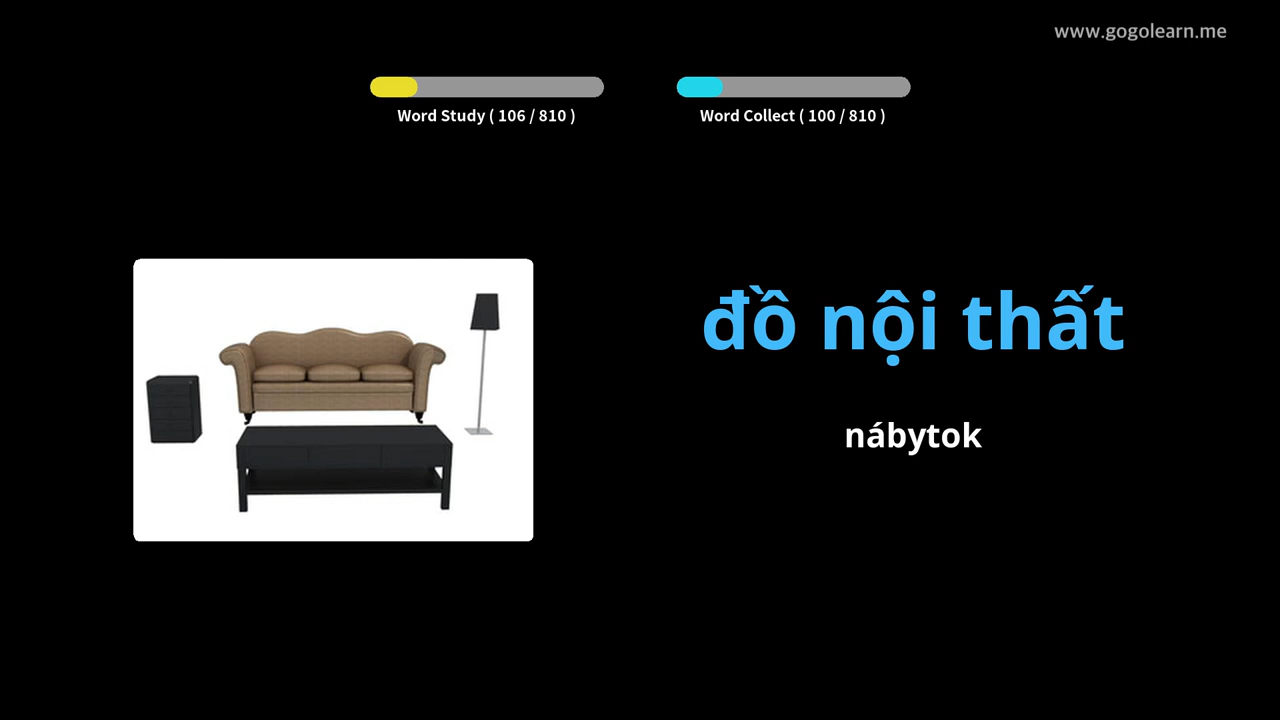 www.gogolearn.me
Word Study ( 106 / 810 )
Word Collect ( 100 / 810 )
đồ nội thất
nábytok